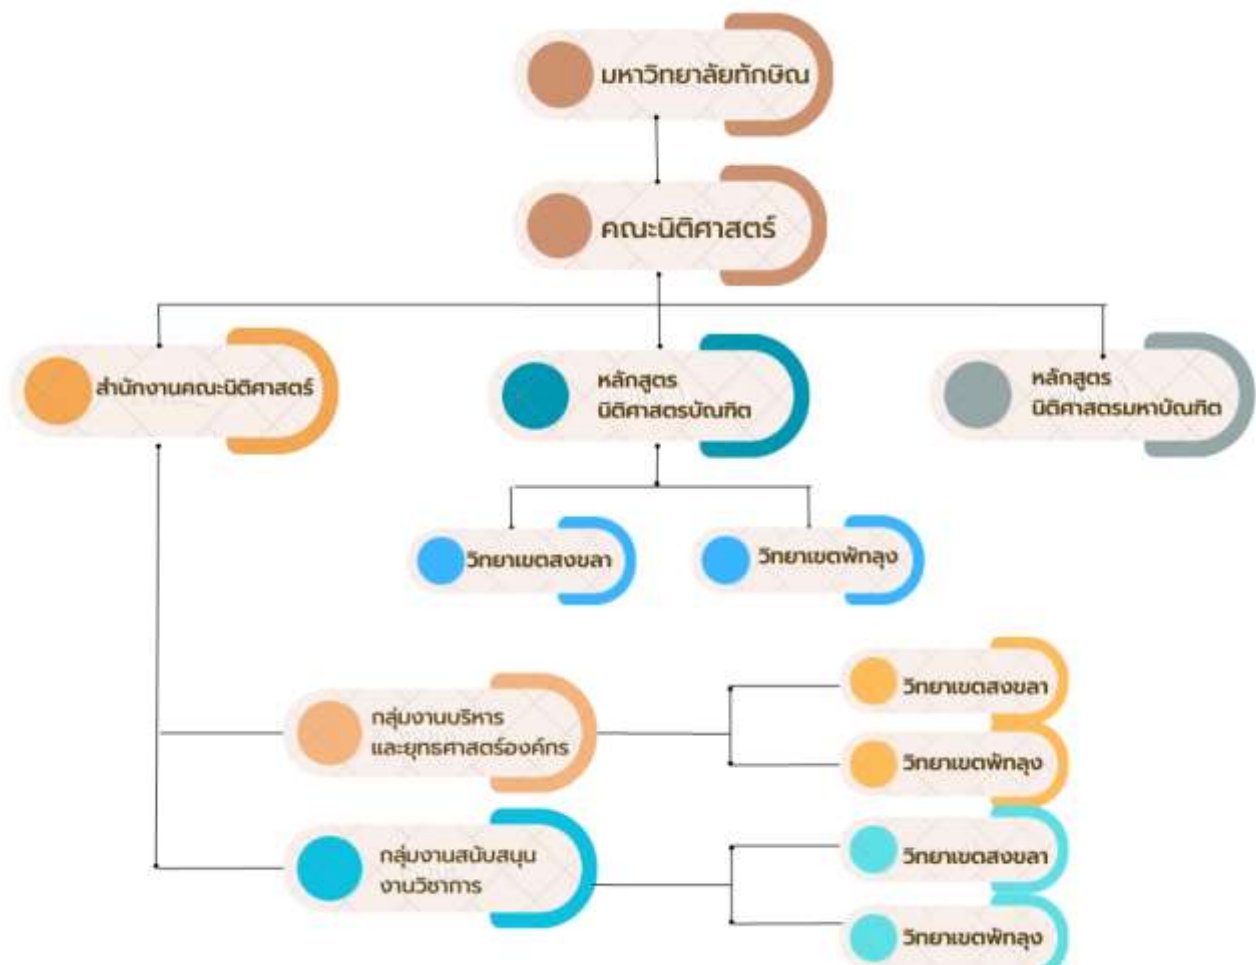 มหาวิทยาลัยทักษิณ
คณะนิติศาสตร์
สำนักงานคณะนิติศาสตร์
หลักสูตร
นิติศาสตรบัณฑิต
หลักสูตร
นิติศาสตรมหาบัณฑิต
วิทยาเขตสงขลา
วิทยาเขตพัทลุง
กลุ่มงานบริหาร
และยุทธศาสตร์องค์กร
วิทยาเขตสงขลา
วิทยาเขตพัทลุง
กลุ่มงานสนับสนุน
งานวิชาการ
วิทยาเขตสงขลา
วิทยาเขตพัทลุง